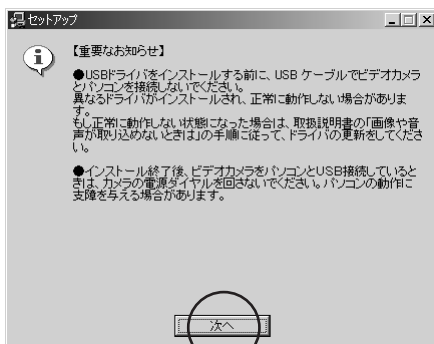 セットアップ
【重要なお知らせ】
●USBドライバをインストールする前に、USB ケーブルでビデオカメラ
とパソコンを接続しないでください。
異なるドライバがインストールされ、正常に動作しない場合がありま
す。
もし正常に動作しない状態になった場合は、取扱説明書の「画像や音
声が取り込めないときは」の手順に従って、ドライバの更新をしてくださ
い。
●インストール終了後、ビデオカメラをパソコンとUSB接続していると
きは、カメラの電源ダイヤルを回さないでください。パソコンの動作に
支障を与える場合があります。
次へ